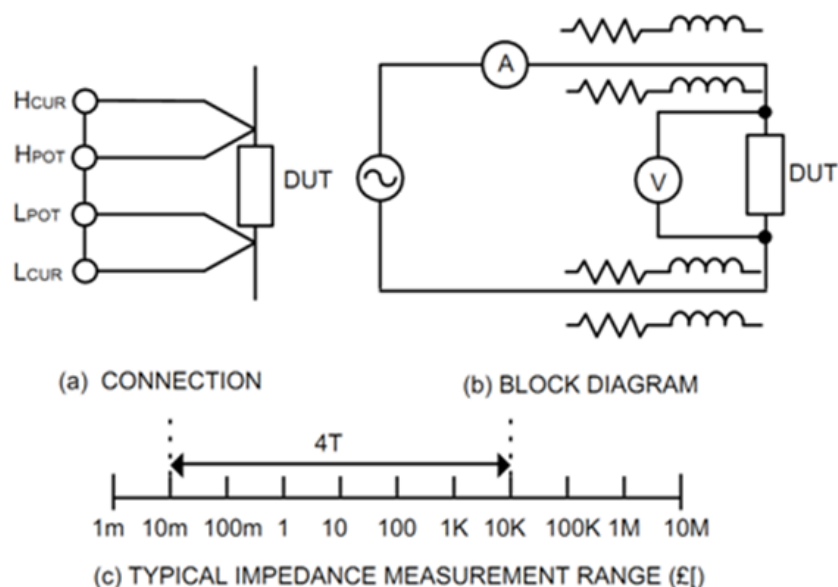 HCUR
HPOT
LPOT
LCUR
DUT
A
V
DUT
(a) CONNECTION
(b) BLOCK DIAGRAM
4T
1m 10m 100m 1 10 100 1K 10K 100K 1M 10M
(c) TYPICAL IMPEDANCE MEASUREMENT RANGE (£[)